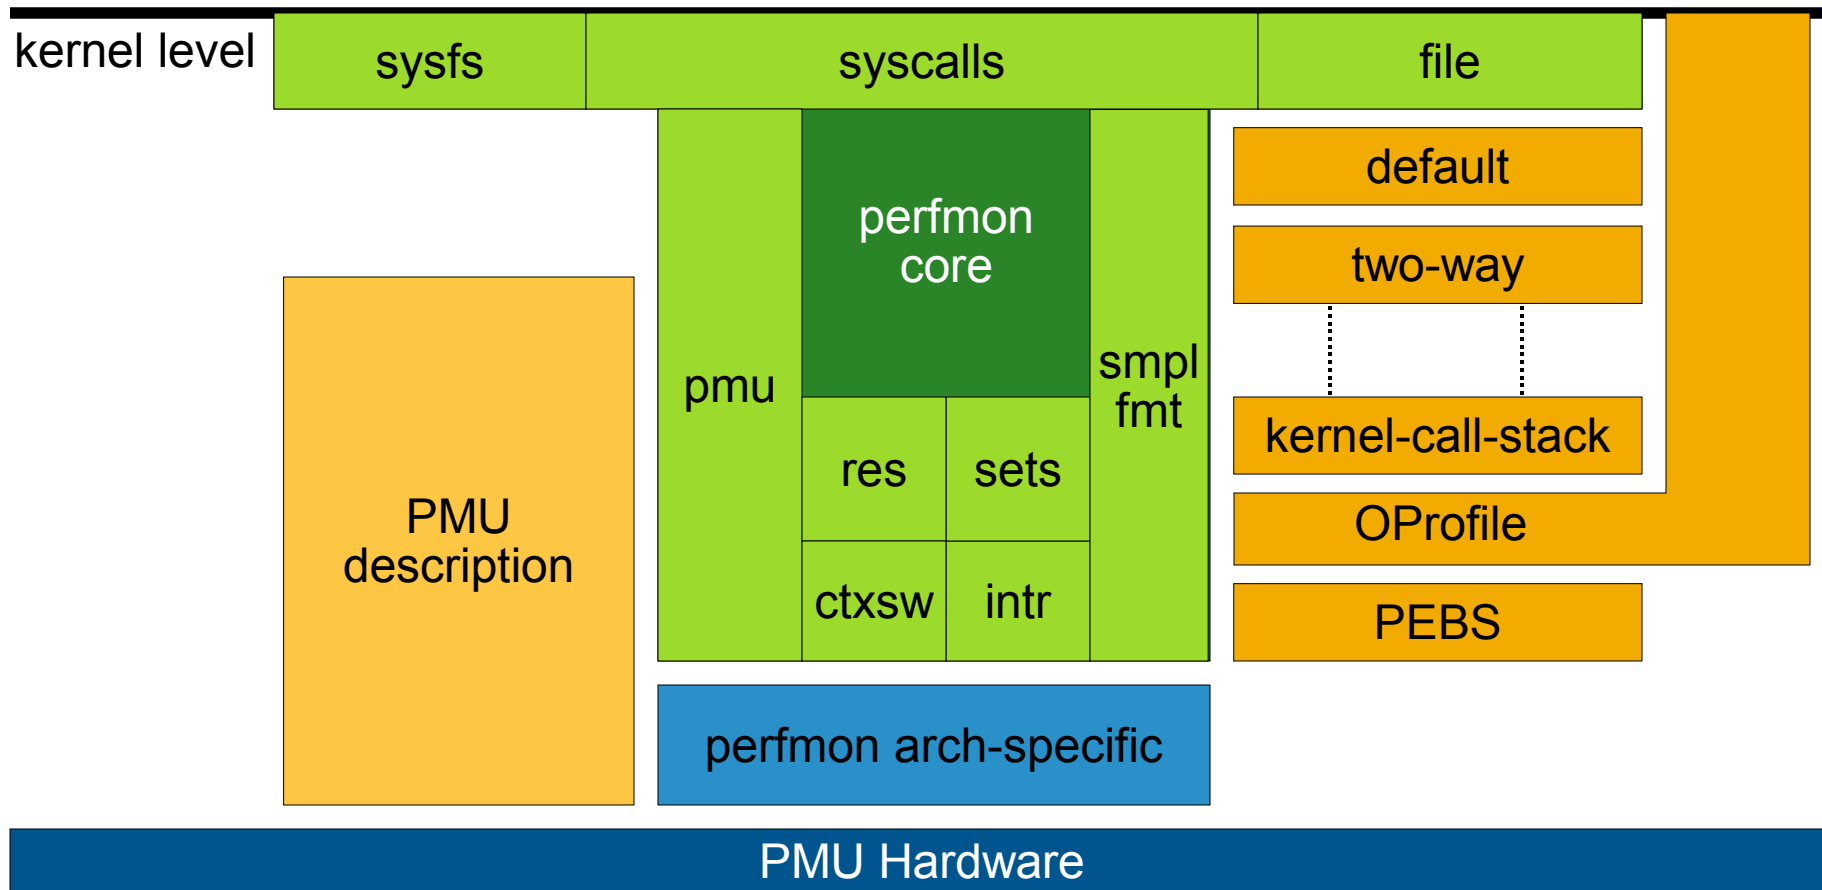 kernel level
sysfs
syscalls
file
default
perfmon
core
two-way
pmu
smpl
fmt
kernel-call-stack
res
sets
PMU
description
OProfile
ctxsw
intr
PEBS
perfmon arch-specific
PMU Hardware